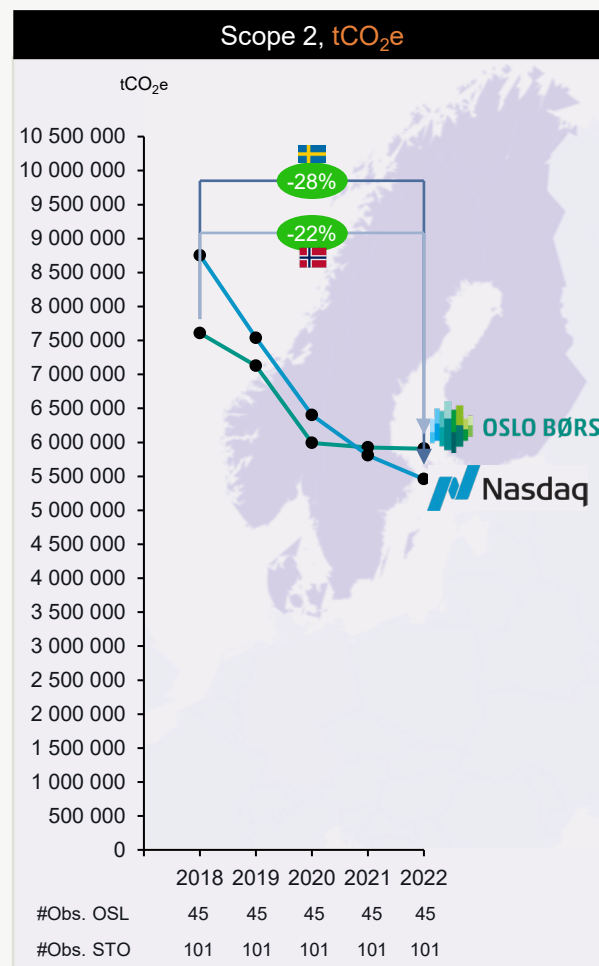 Scope 2, tCO₂e
tCO₂e
10 500 000
10 000 000
9 500 000
9 000 000
8 500 000
8 000 000
7 500 000
7 000 000
6 500 000
6 000 000
5 500 000
5 000 000
4 500 000
4 000 000
3 500 000
3 000 000
2 500 000
2 000 000
1 500 000
1 000 000
500 000
0
-28%
-22%
OSLO BØRS
Nasdaq
2018 2019 2020 2021 2022
#Obs. OSL 45 45 45 45 45
#Obs. STO 101 101 101 101 101